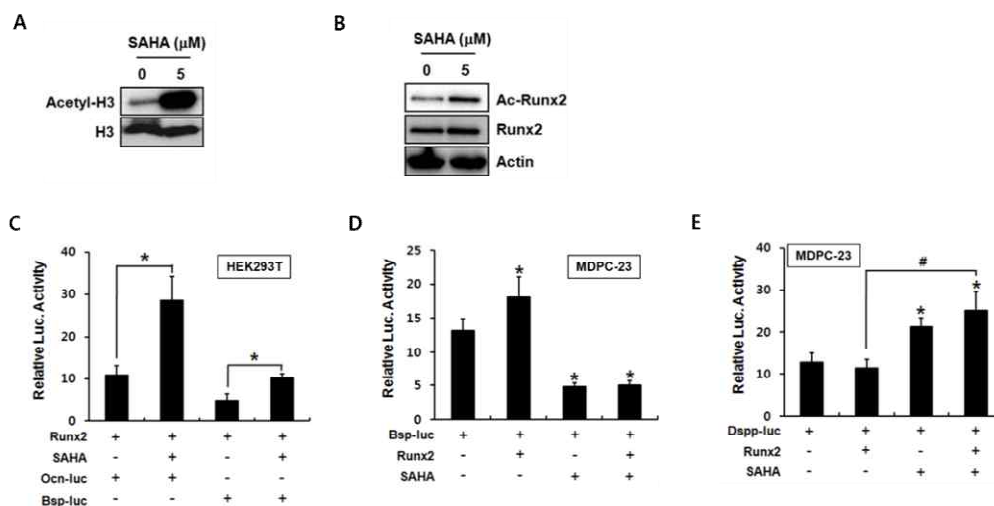 A
SAHA (μM)
0 5
Acetyl-H3
H3
B
SAHA (μM)
0 5
Ac-Runx2
Runx2
Actin
C
Relative Luc. Activity
40
30
20
10
0
HEK293T
*
*
Runx2 + + + +
SAHA - + - +
Ocn-luc + + - -
Bsp-luc - - + +
D
Relative Luc. Activity
25
20
15
10
5
0
MDPC-23
*
*
*
Bsp-luc + + + +
Runx2 - + - +
SAHA - - + +
E
Relative Luc. Activity
40
30
20
10
0
MDPC-23
#
*
*
Dspp-luc + + + +
Runx2 - + - +
SAHA - - + +